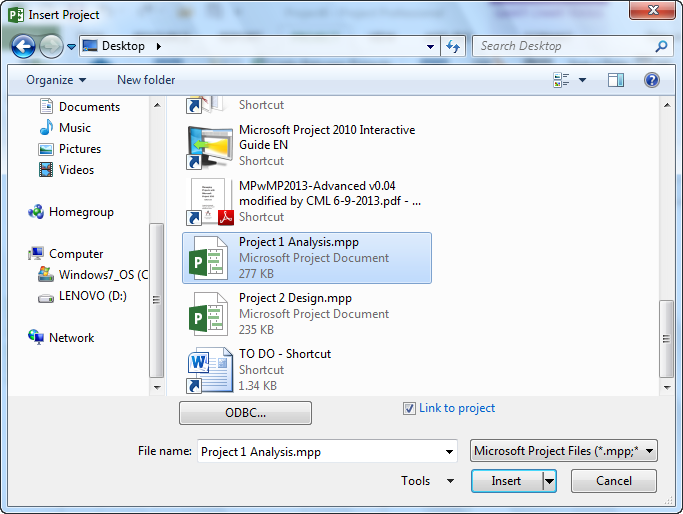 Insert Project
Desktop
Search Desktop
Organize
New folder
Documents
Music
Pictures
Videos
Homegroup
Computer
Windows7_OS (C
LENOVO (D:)
Network
Shortcut
Microsoft Project 2010 Interactive
Guide EN
Shortcut
MPwMP2013-Advanced v0.04
modified by CML 6-9-2013.pdf - ...
Shortcut
Project 1 Analysis.mpp
Microsoft Project Document
277 KB
Project 2 Design.mpp
Microsoft Project Document
235 KB
TO DO - Shortcut
Shortcut
1.34 KB
ODBC...
Link to project
File name:
Project 1 Analysis.mpp
Microsoft Project Files (*.mpp;*
Tools
Insert
Cancel